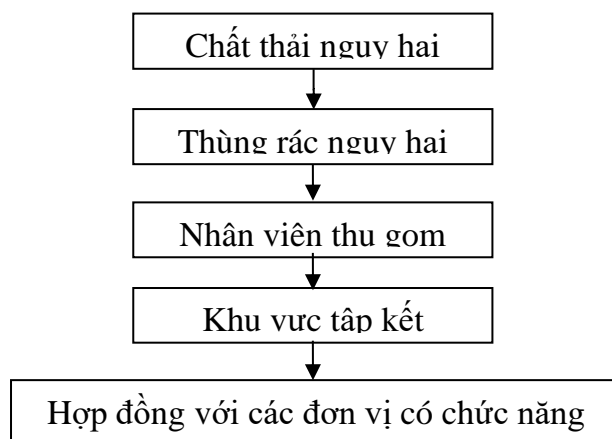 Chất thải nguy hại
Thùng rác nguy hại
Nhân viên thu gom
Khu vực tập kết
Hợp đồng với các đơn vị có chức năng